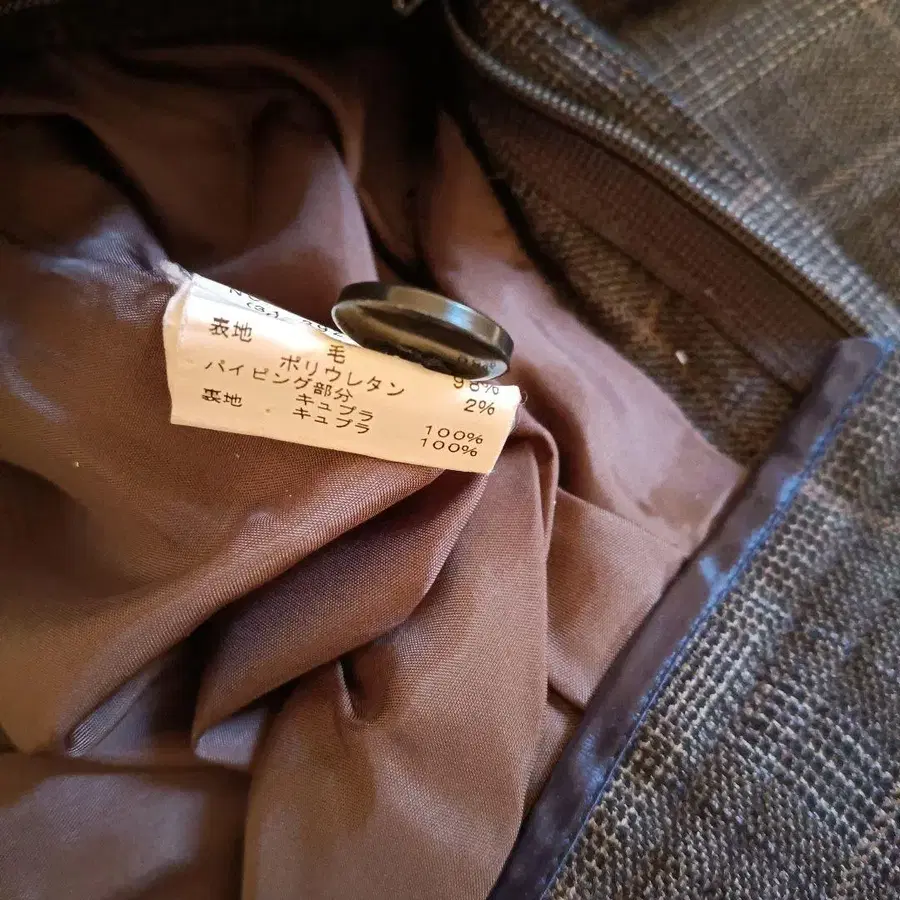 表地
毛 98%
ポリウレタン 2%
パイピング部分
キュプラ 100%
表地 キュプラ 100%